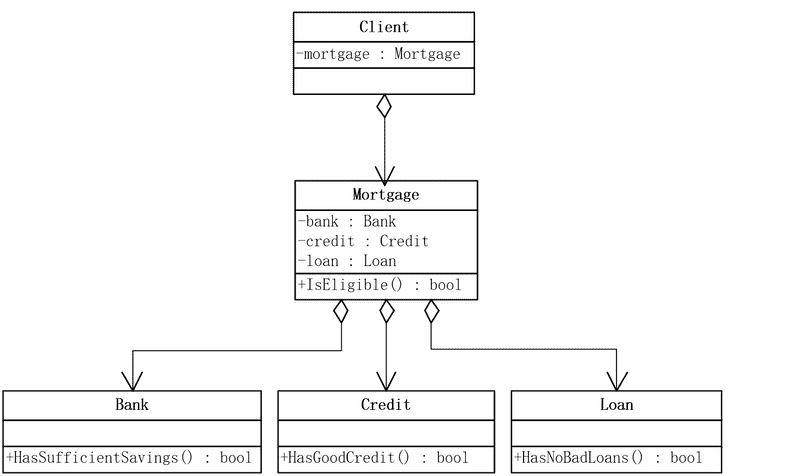 Client
-mortgage : Mortgage
Mortgage
-bank : Bank
-credit : Credit
-loan : Loan
+IsEligible() : bool
Bank
+HasSufficientSavings() : bool
Credit
+HasGoodCredit() : bool
Loan
+HasNoBadLoans() : bool